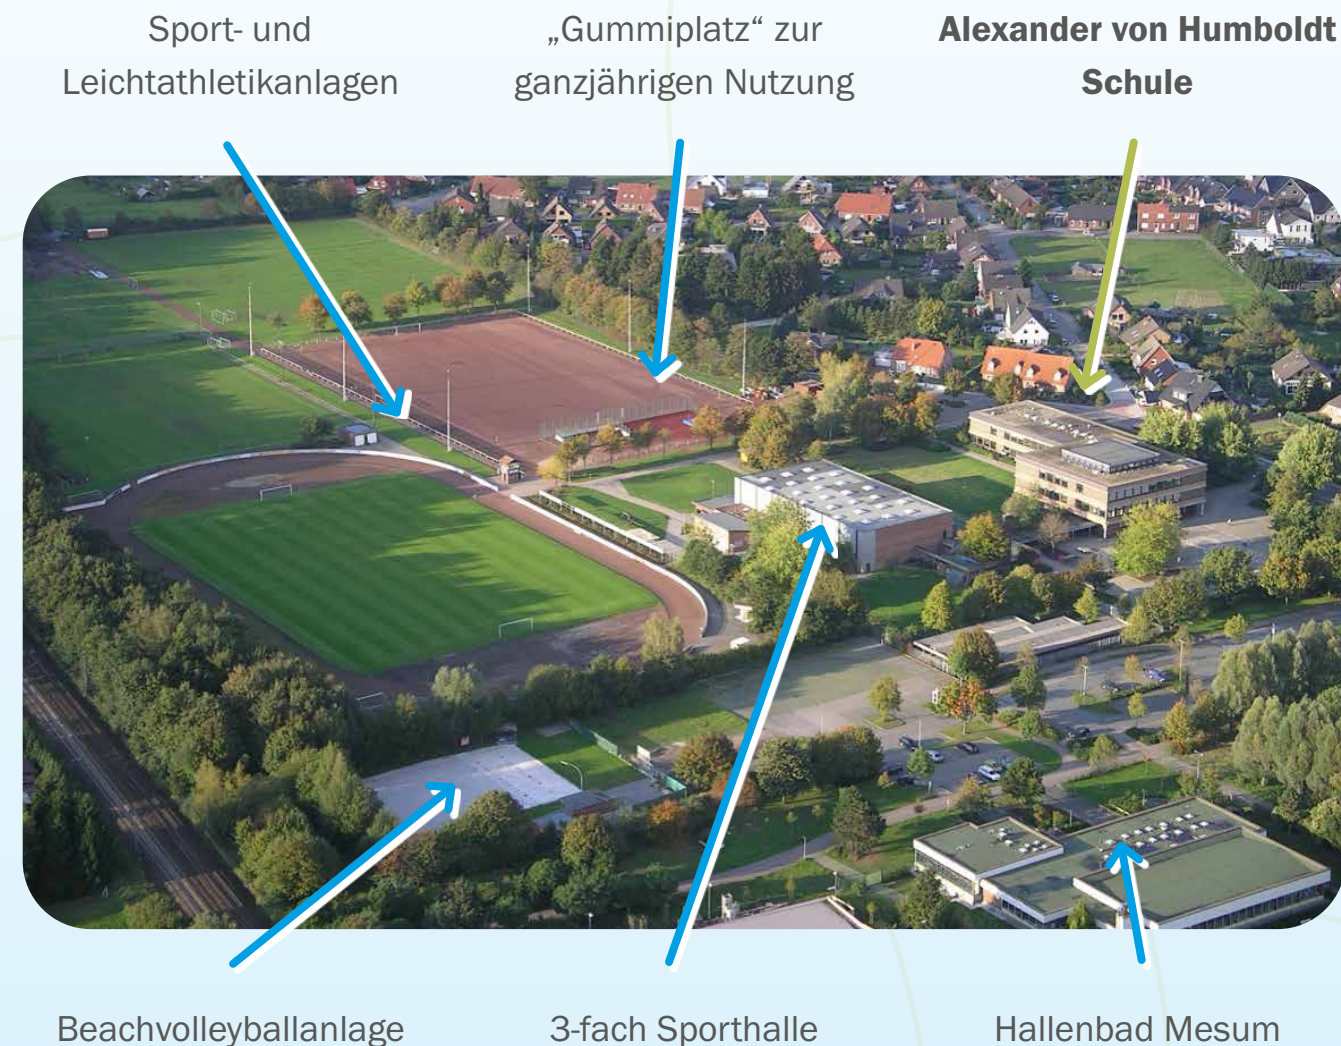 Sport- und
Leichtathletikanlagen
„Gummiplatz“ zur
ganzjährigen Nutzung
Alexander von Humboldt
Schule
Beachvolleyballanlage
3-fach Sporthalle
Hallenbad Mesum